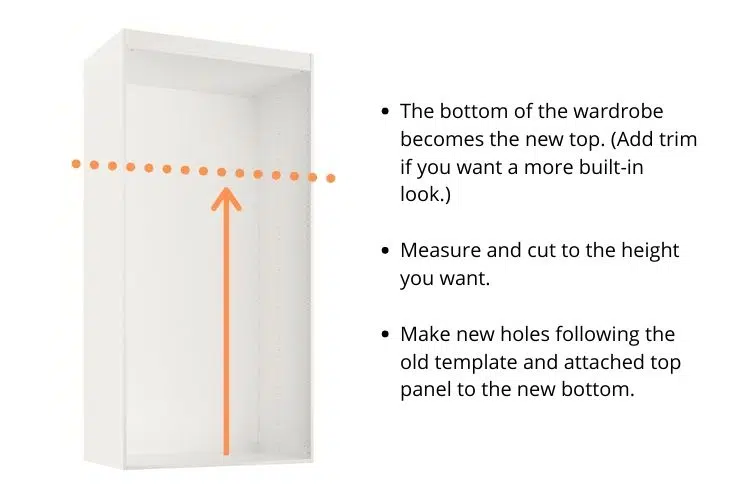 • The bottom of the wardrobe
becomes the new top. (Add trim
if you want a more built-in
look.)
• Measure and cut to the height
you want.
• Make new holes following the
old template and attached top
panel to the new bottom.